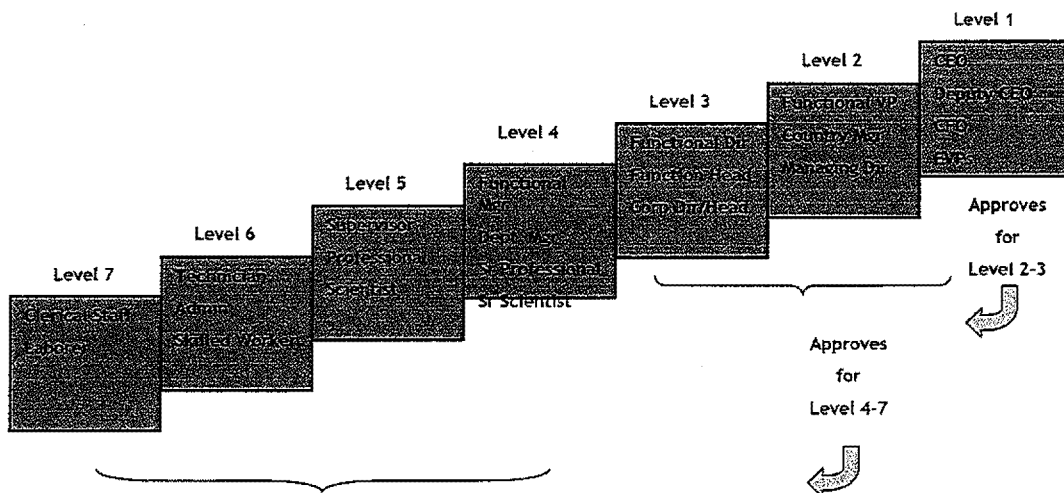 Level 1
CEO
Deputy CEO
CFO
EVPs
Level 2
Functional VP
Country Mgr
Managing Dir
Level 3
Functional Dir
Function Head
Corp Dir/Head
Level 4
Functional
Mgr
Dept. Mgr
Sr Professional
Sr Scientist
Level 5
Supervisor
Professional
Scientist
Level 6
Technician
Admin
Skilled Worker
Level 7
Clerical Staff
Laborer
Approves
for
Level 2-3
Approves
for
Level 4-7